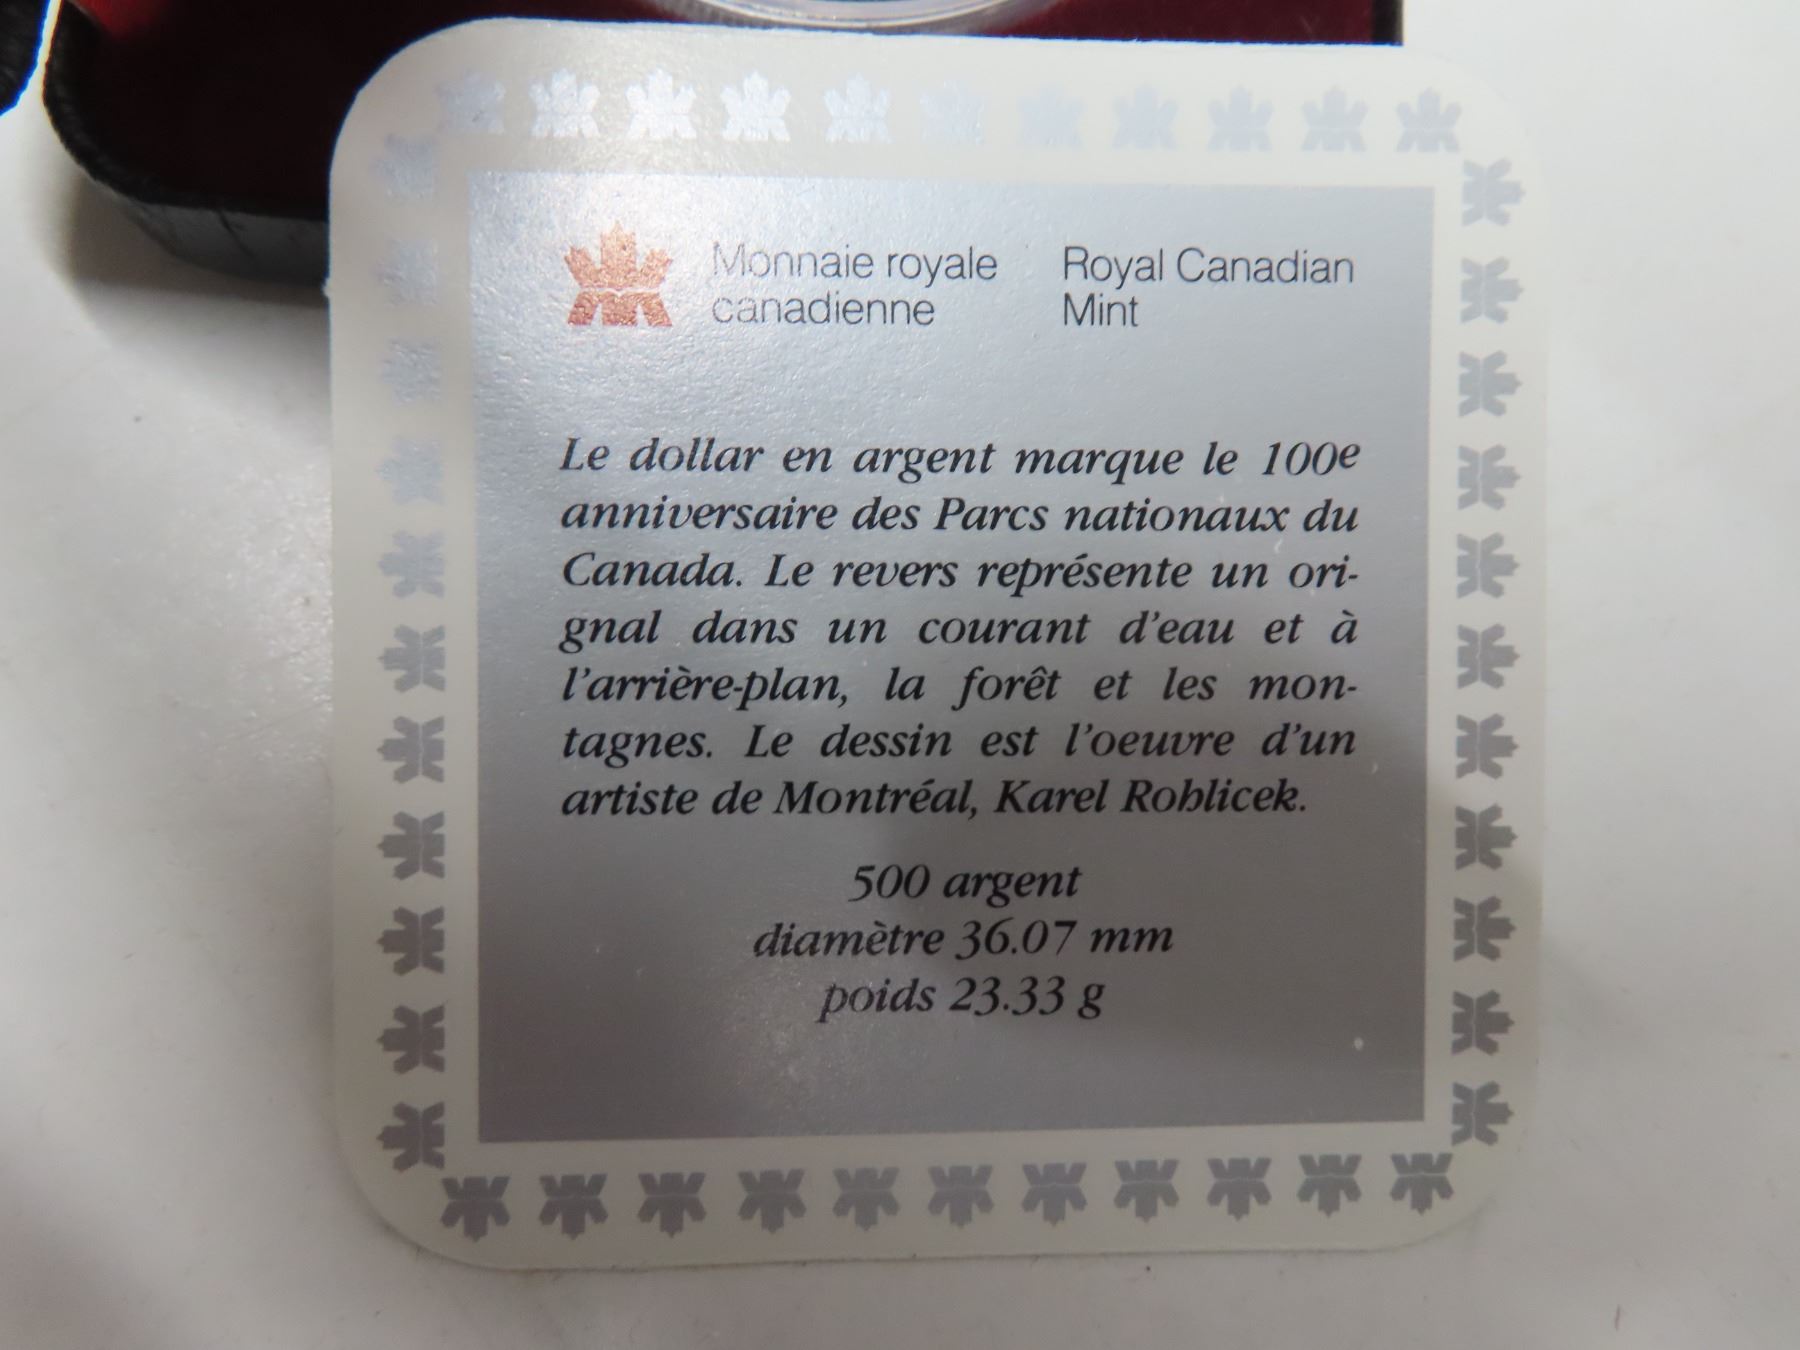 Monnaie royale canadienne
Royal Canadian Mint
Le dollar en argent marque le 100e
anniversaire des Parcs nationaux du
Canada. Le revers représente un ori-
gnal dans un courant d'eau et à
l'arrière-plan, la forêt et les mon-
tagnes. Le dessin est l'oeuvre d'un
artiste de Montréal, Karel Rohlicek.
500 argent
diamètre 36.07 mm
poids 23.33 g